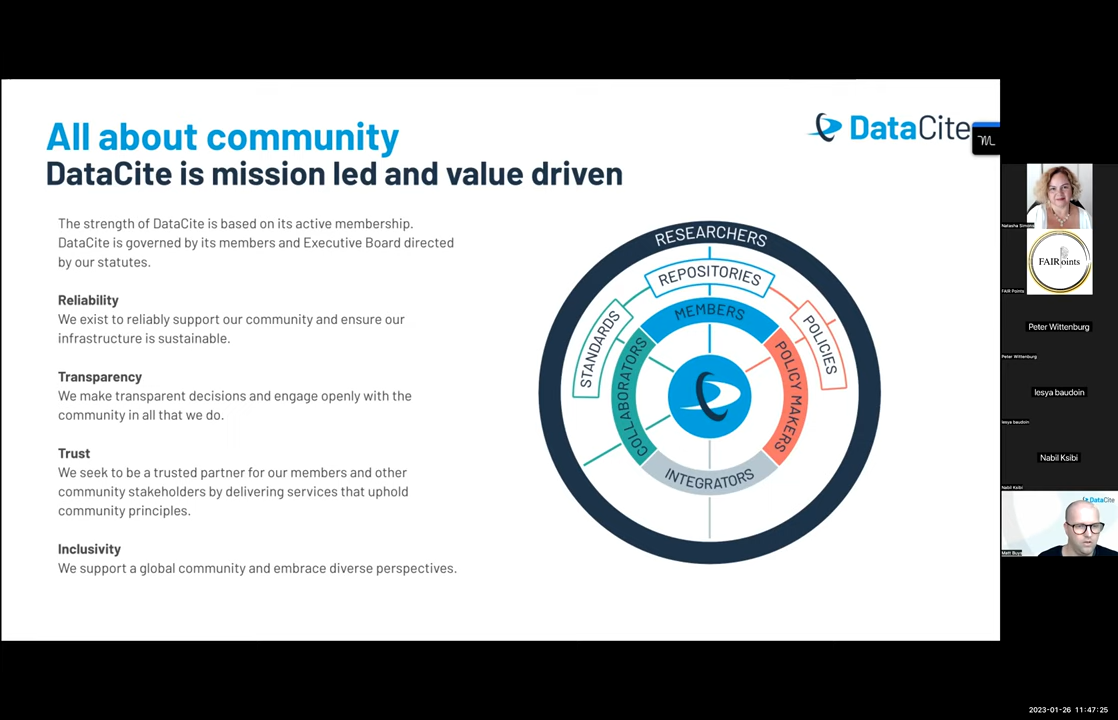 All about community
DataCite is mission led and value driven
DataCite
The strength of DataCite is based on its active membership.
DataCite is governed by its members and Executive Board directed
by our statutes.
Reliability
We exist to reliably support our community and ensure our
infrastructure is sustainable.
Transparency
We make transparent decisions and engage openly with the
community in all that we do.
Trust
We seek to be a trusted partner for our members and other
community stakeholders by delivering services that uphold
community principles.
Inclusivity
We support a global community and embrace diverse perspectives.
RESEARCHERS
REPOSITORIES
MEMBERS
STANDARDS
COLLABORATORS
POLICIES
POLICY MAKERS
INTEGRATORS
FAIRoints
FAIR Points
Peter Wittenburg
Peter Wittenburg
lesya baudoin
lesya baudoin
Nabil Ksibi
Nabil Ksibi
DataCite
2023-01-26 11:47:25